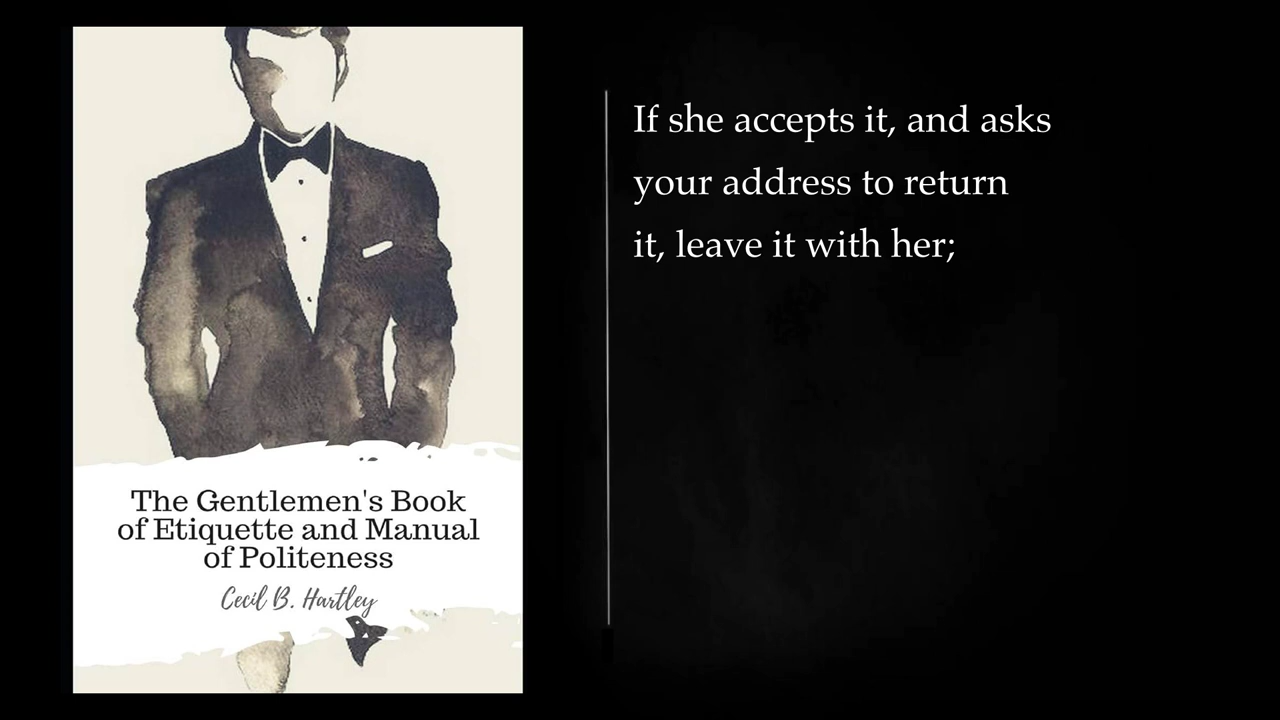 The Gentlemen's Book
of Etiquette and Manual
of Politeness
Cecil B. Hartley
If she accepts it, and asks
your address to return
it, leave it with her;